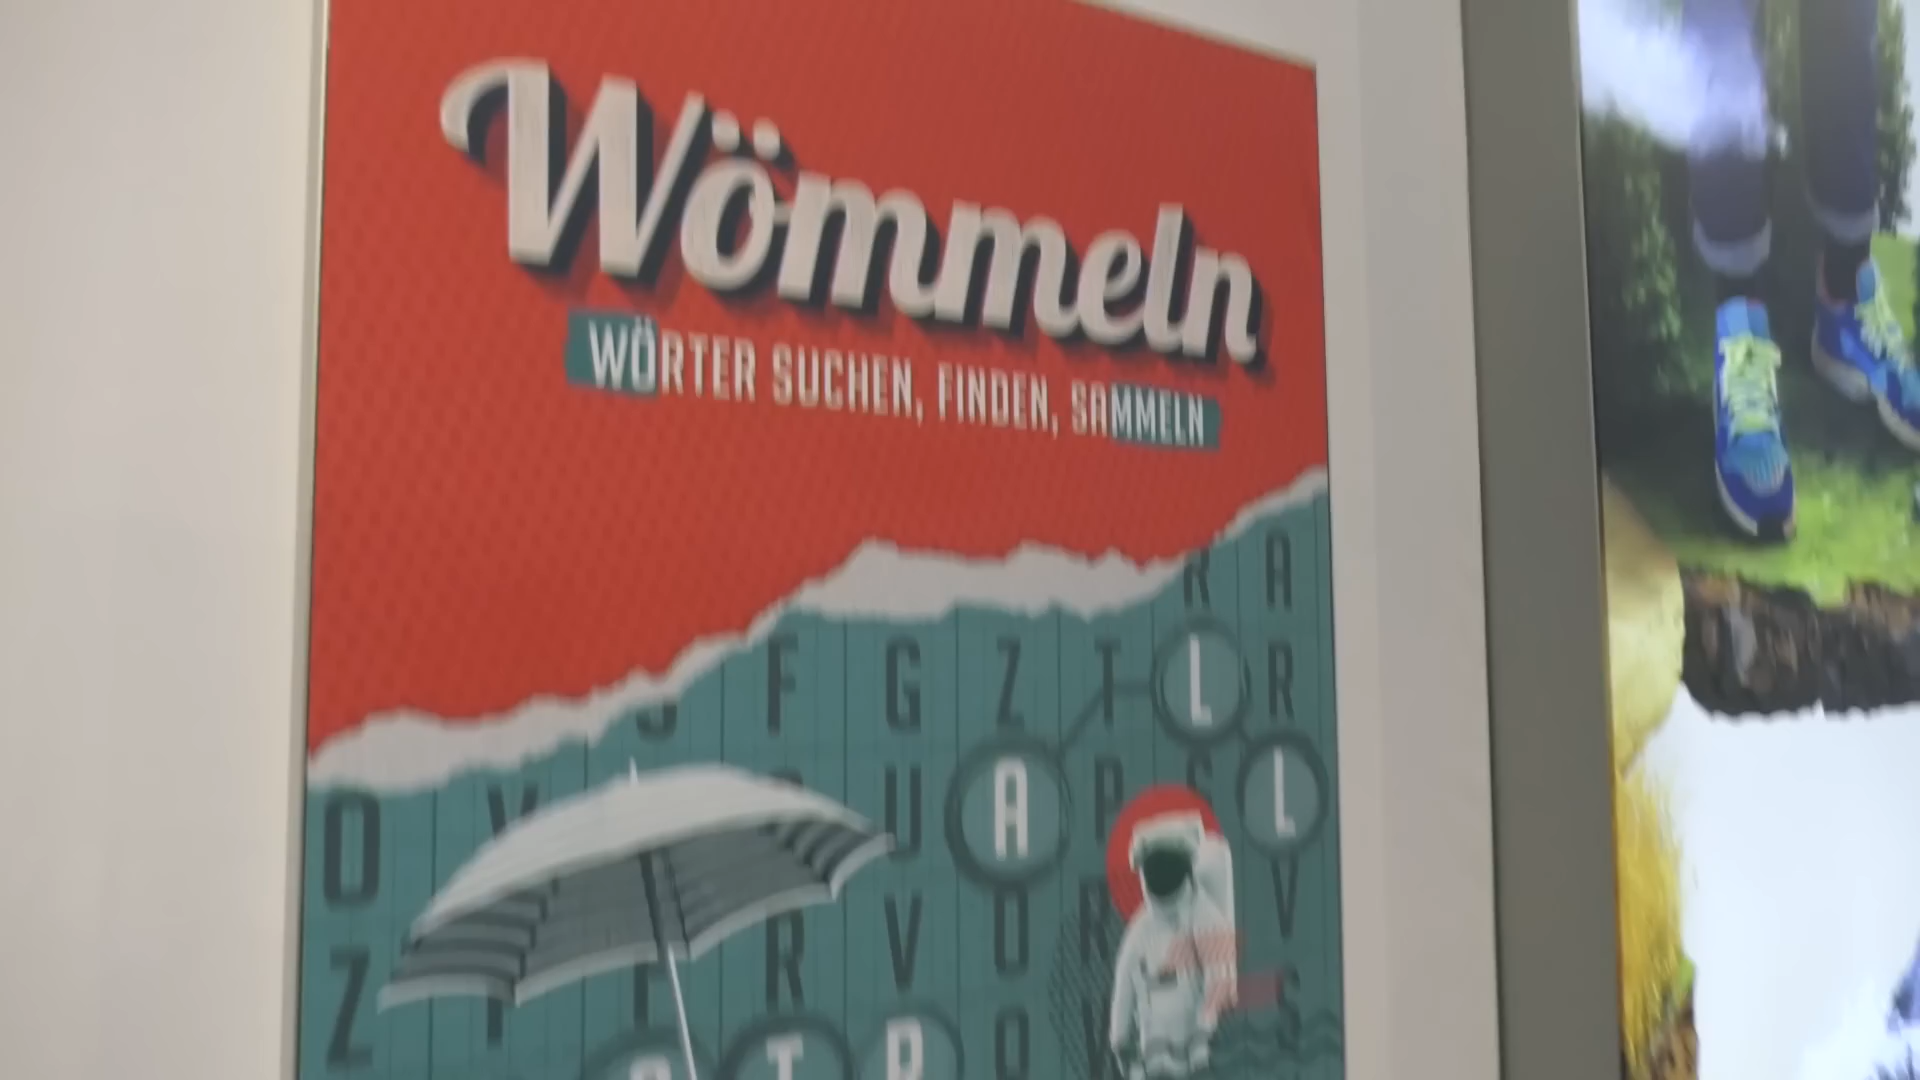 Wömmeln
WÖRTER SUCHEN, FINDEN, SAMMELN
R A
F G Z T L R
O U A P L
O R V
Z R V O S
T R O